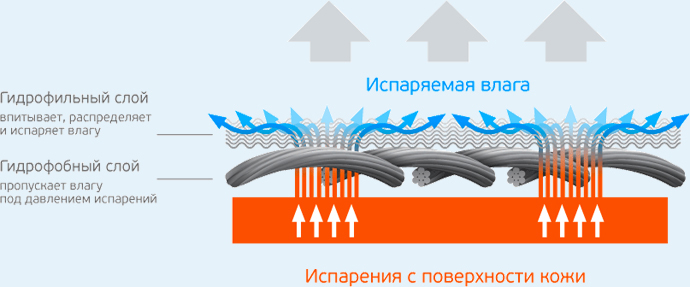 Испаряемая влага
Гидрофильный слой
впитывает, распределяет
и испаряет влагу
Гидрофобный слой
пропускает влагу
под давлением испарений
Испарения с поверхности кожи